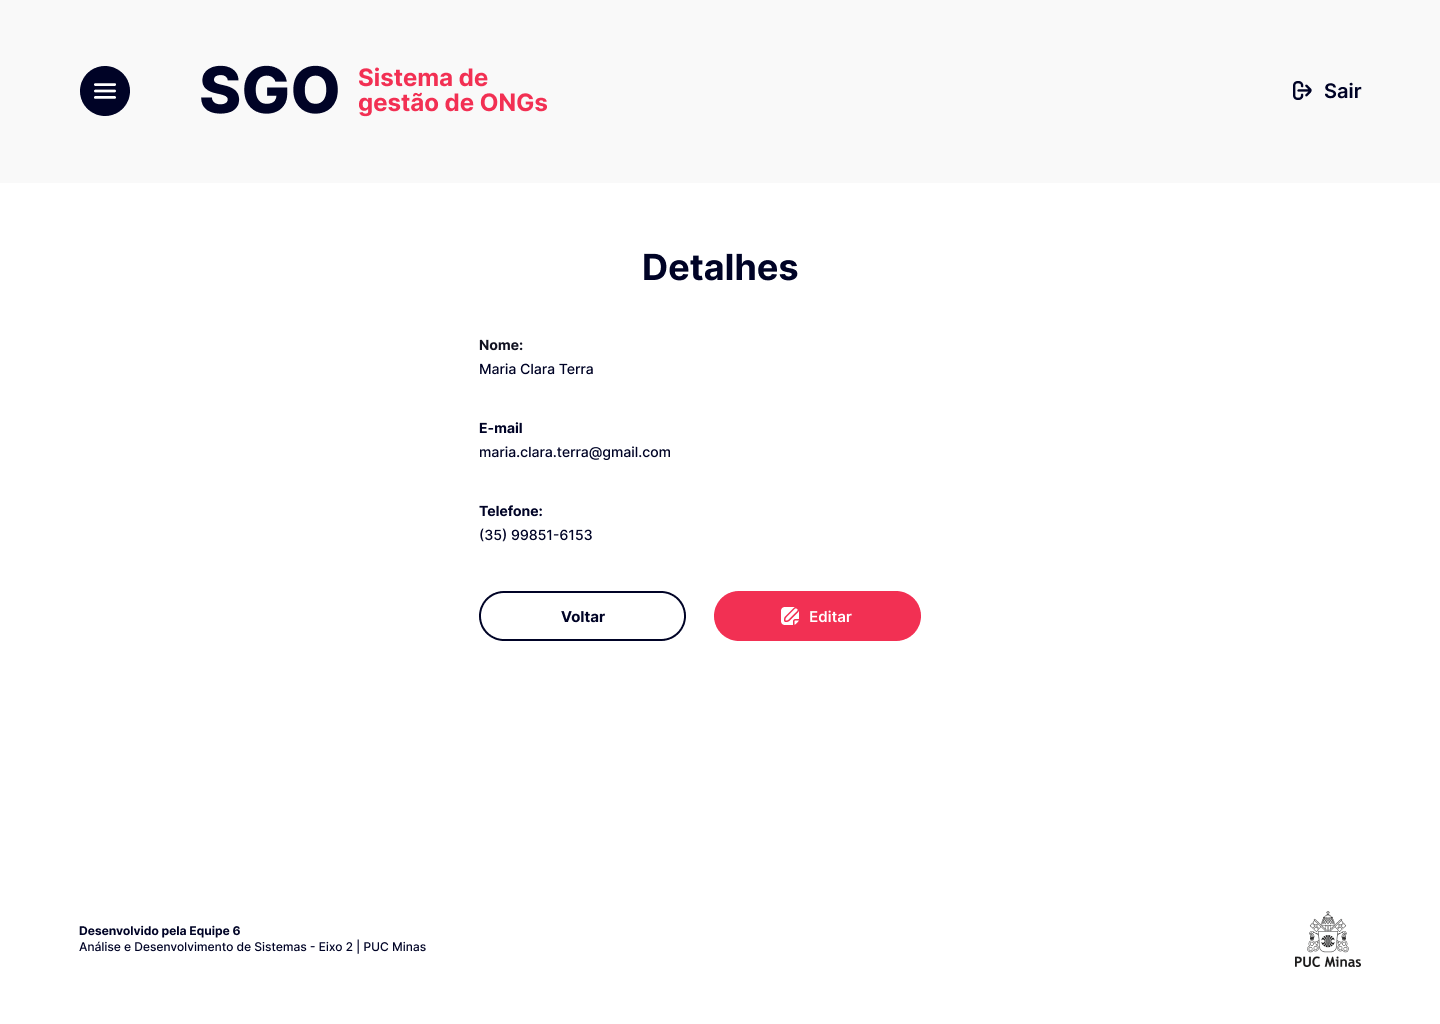 SGO
Sistema de
gestão de ONGs
Sair
Detalhes
Nome:
Maria Clara Terra
E-mail
maria.clara.terra@gmail.com
Telefone:
(35) 99851-6153
Voltar
Editar
Desenvolvido pela Equipe 6
Análise e Desenvolvimento de Sistemas - Eixo 2 | PUC Minas
PUC Minas